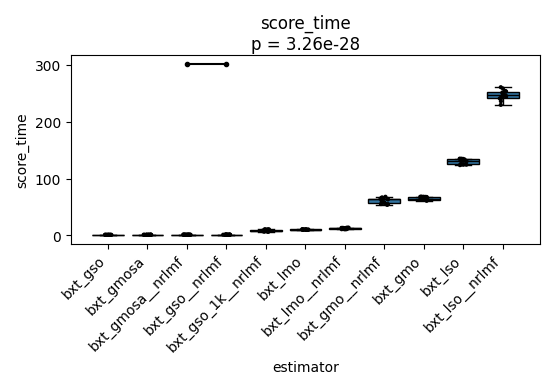 score_time
p = 3.26e-28
score_time
300
200
100
0
bxt_gso
bxt_gmosa
bxt_gmosa__nrlmf
bxt_gso__nrlmf
bxt_gso_1k__nrlmf
bxt_lmo
bxt_lmo__nrlmf
bxt_gmo__nrlmf
bxt_gmo
bxt_lso
bxt_lso__nrlmf
estimator